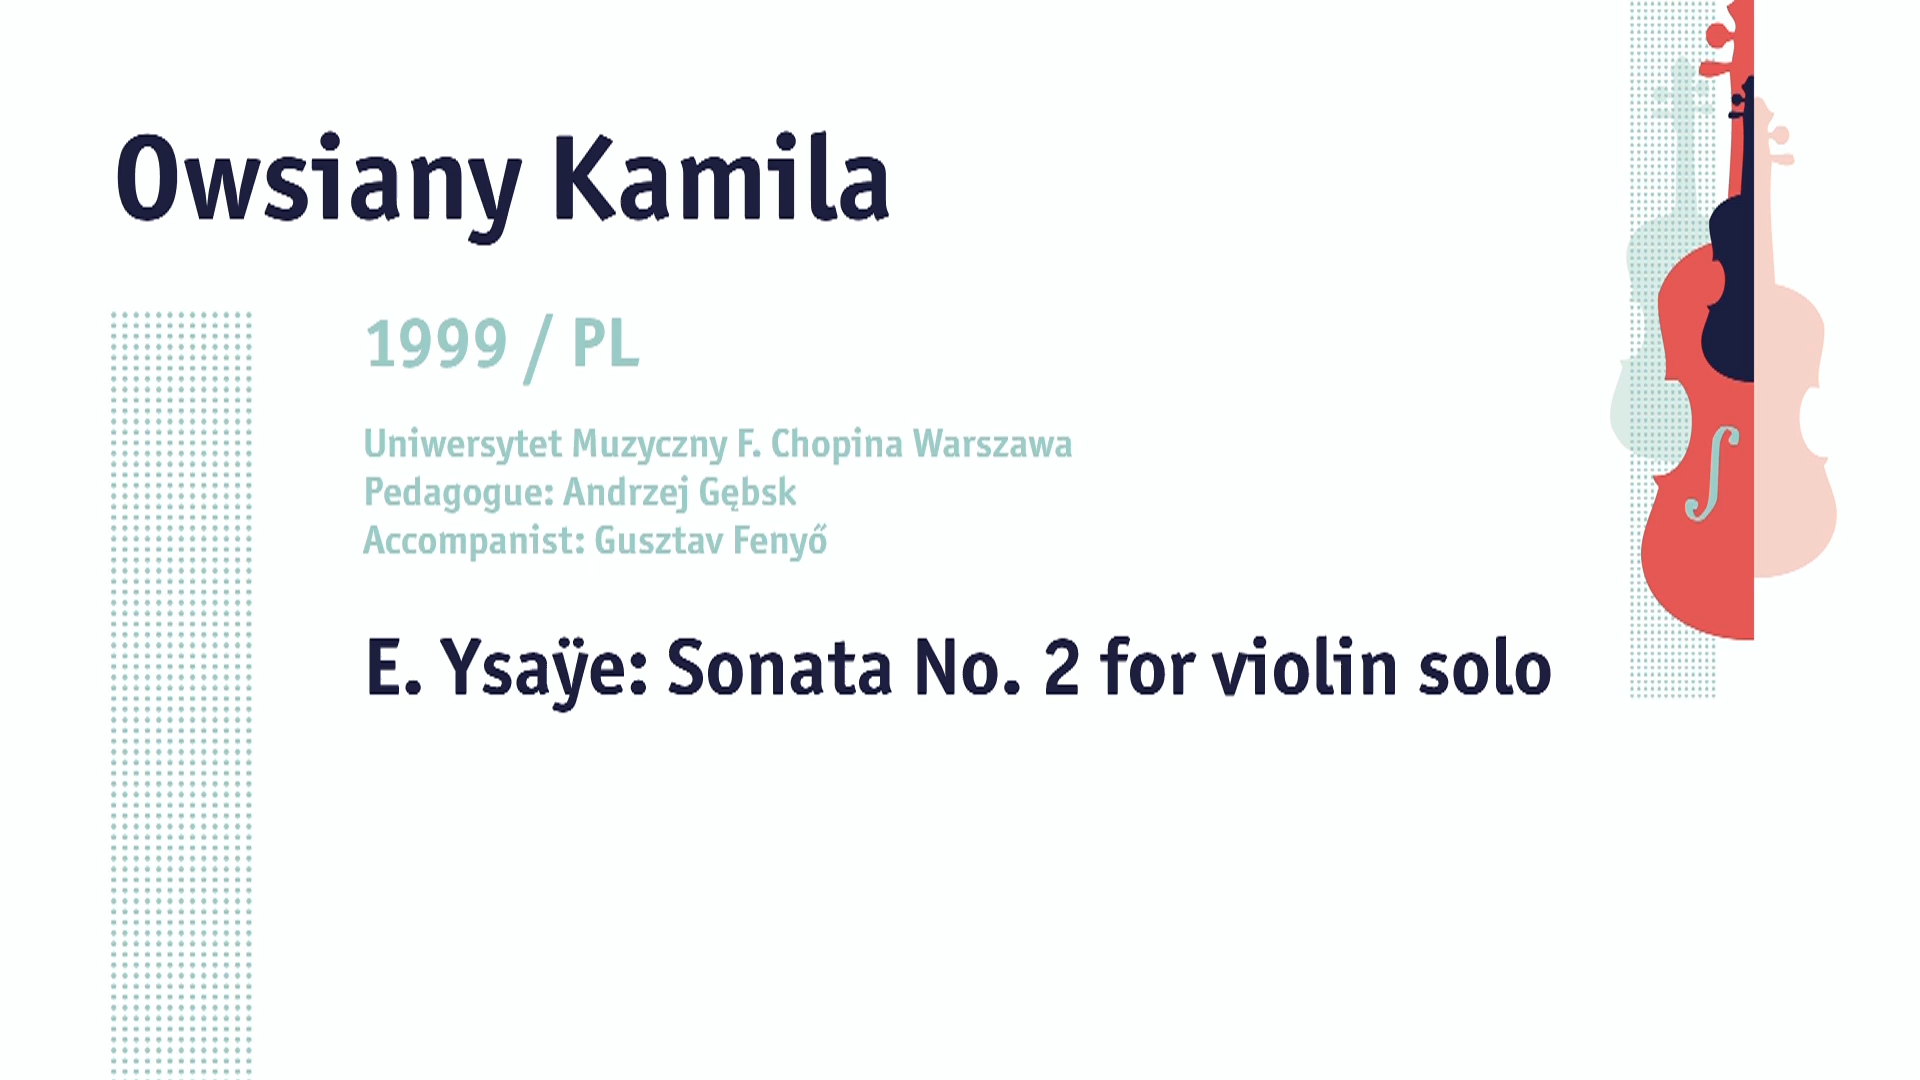 Owsiany Kamila
1999 / PL
Uniwersytet Muzyczny F. Chopina Warszawa
Pedagogue: Andrzej Gębsk
Accompanist: Gusztav Fenyő
E. Ysaÿe: Sonata No. 2 for violin solo